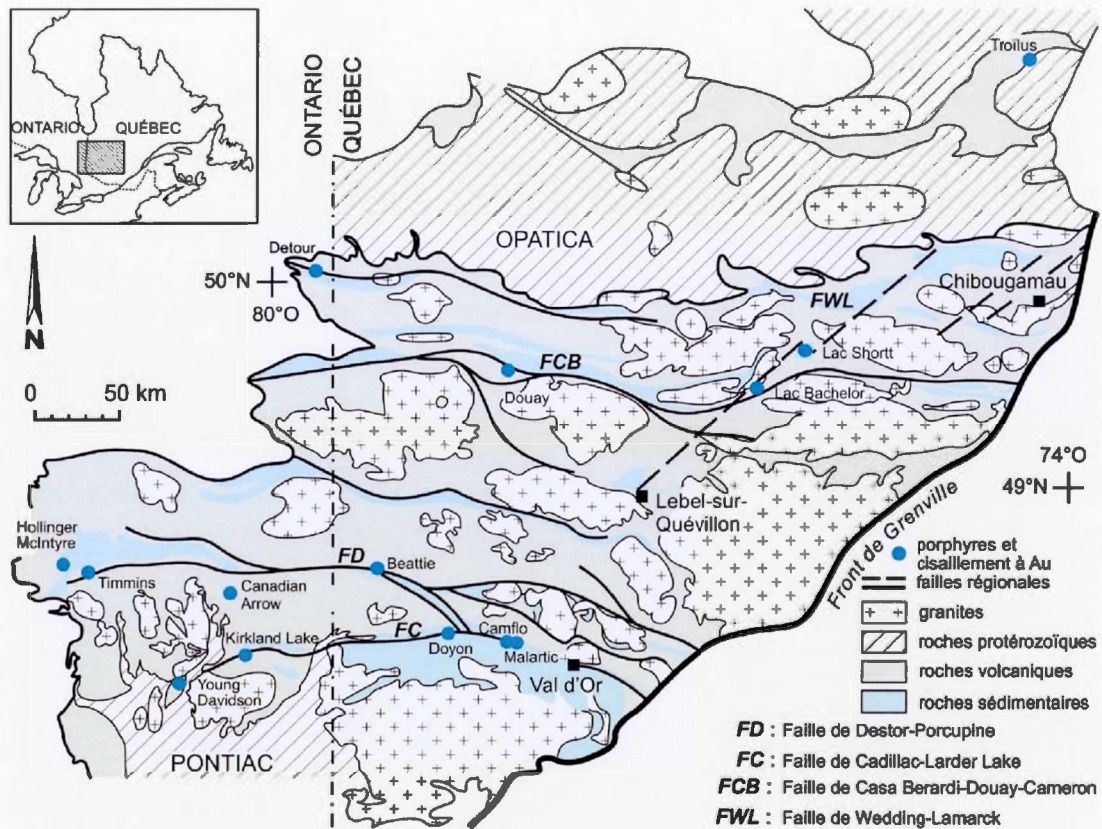 ONTARIO
QUÉBEC
ONTARIO
QUÉBEC
Troïlus
OPATICA
Detour
50°N
80°O
N
FWL
Chibougamau
Lac Shortt
0 50 km
FCB
Douay
Lac Bachelor
74°O
49°N
Lebel-sur-
Quévillon
Front de Grenville
Hollinger
McIntyre
Timmins
FD
Beattie
Canadian
Arrow
Kirkland Lake
FC
Doyon
Camflo
Malartic
Val d'Or
Young
Davidson
PONTIAC
porphyres et
cisaillement à Au
failles régionales
granites
roches protérozoïques
roches volcaniques
roches sédimentaires
FD : Faille de Destor-Porcupine
FC : Faille de Cadillac-Larder Lake
FCB : Faille de Casa Berardi-Douay-Cameron
FWL : Faille de Wedding-Lamarck